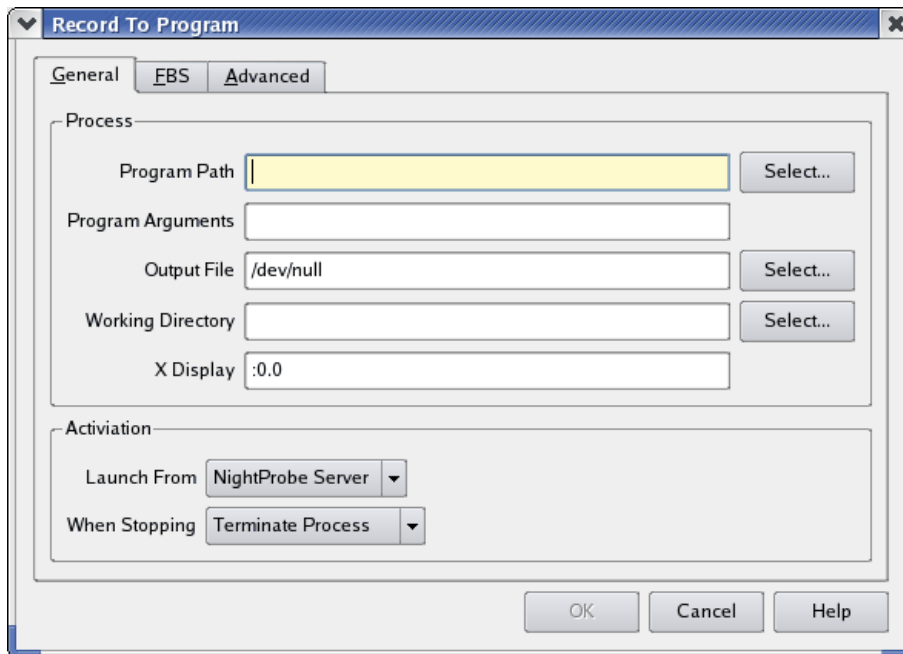 Record To Program
General FBS Advanced
Process
Program Path Select...
Program Arguments
Output File /dev/null Select...
Working Directory Select...
X Display :0.0
Activiation
Launch From NightProbe Server
When Stopping Terminate Process
OK Cancel Help